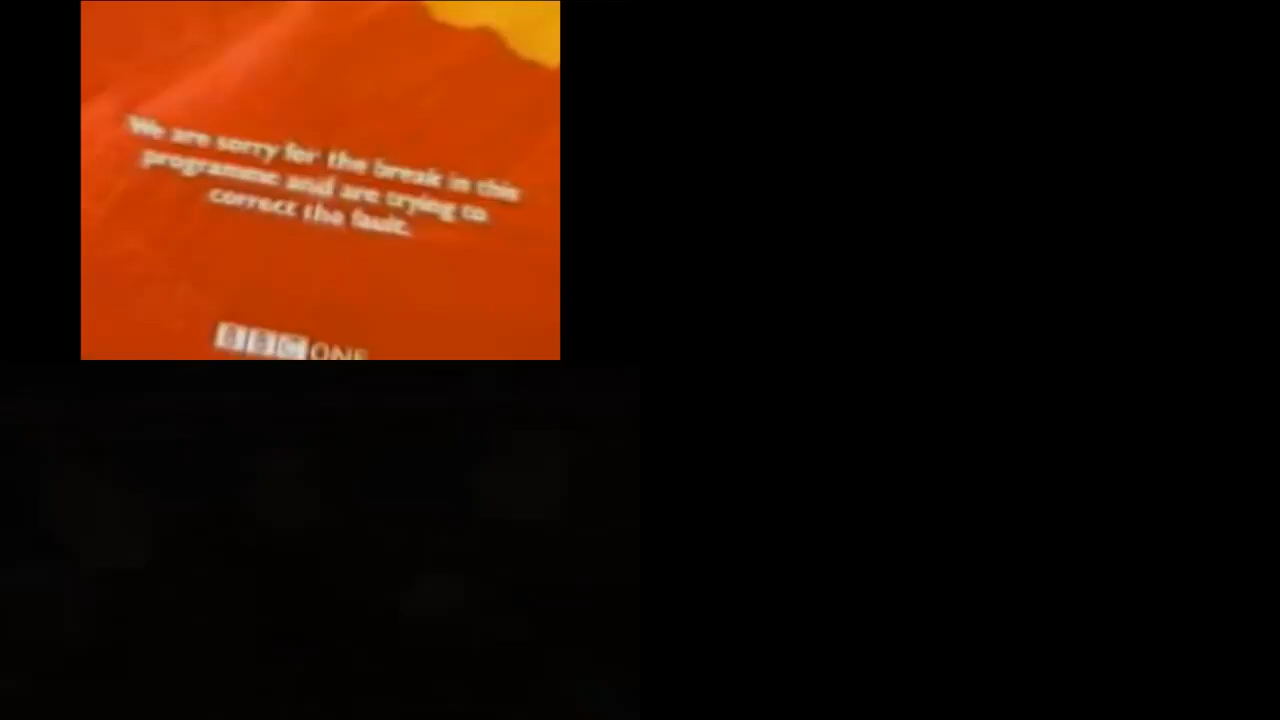 We are sorry for the break in this
programme and are trying to
correct the fault.
BBC ONE